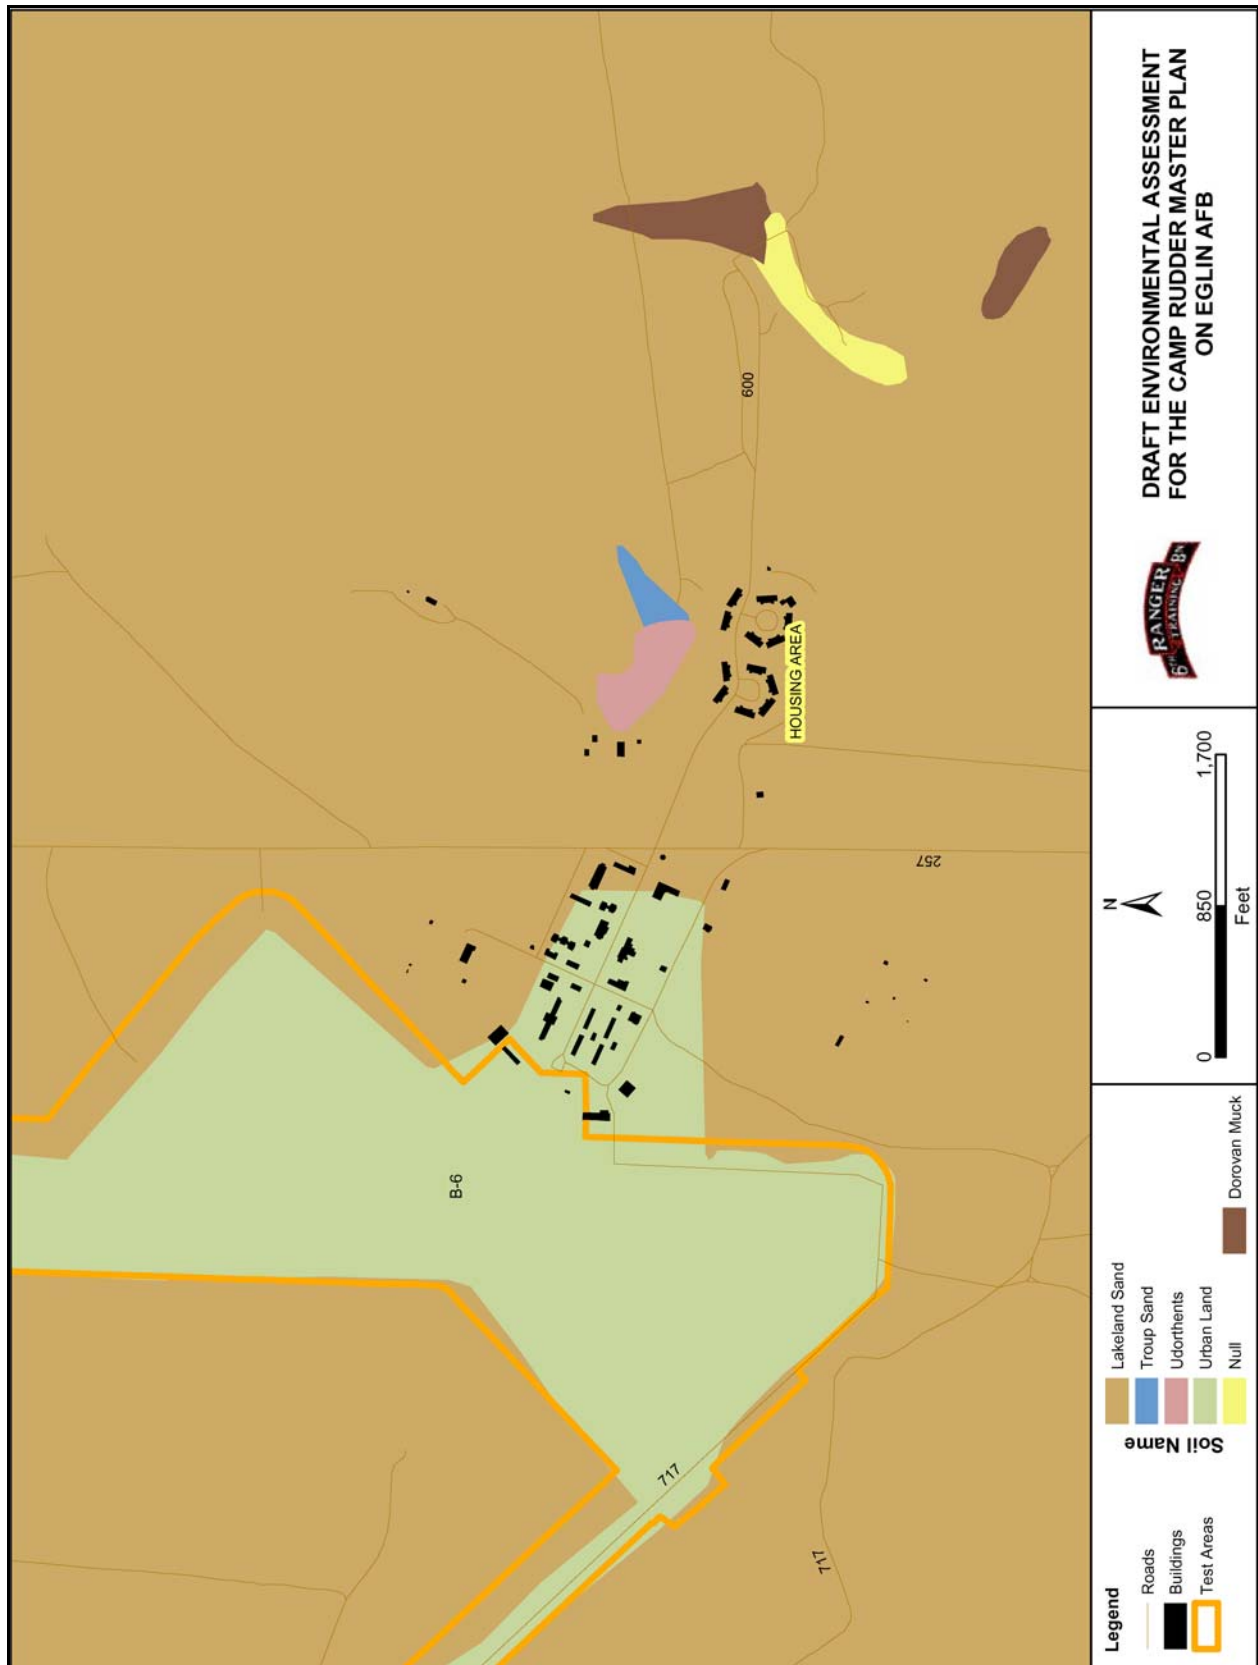 B-6
717
717
257
600
HOUSING AREA
Legend
Roads
Buildings
Test Areas
Soil Name
Lakeland Sand
Troup Sand
Udorthents
Urban Land
Null
Dorovan Muck
N
0 850 1,700
Feet
6TH RANGER BN
TRAINING
DRAFT ENVIRONMENTAL ASSESSMENT
FOR THE CAMP RUDDER MASTER PLAN
ON EGLIN AFB